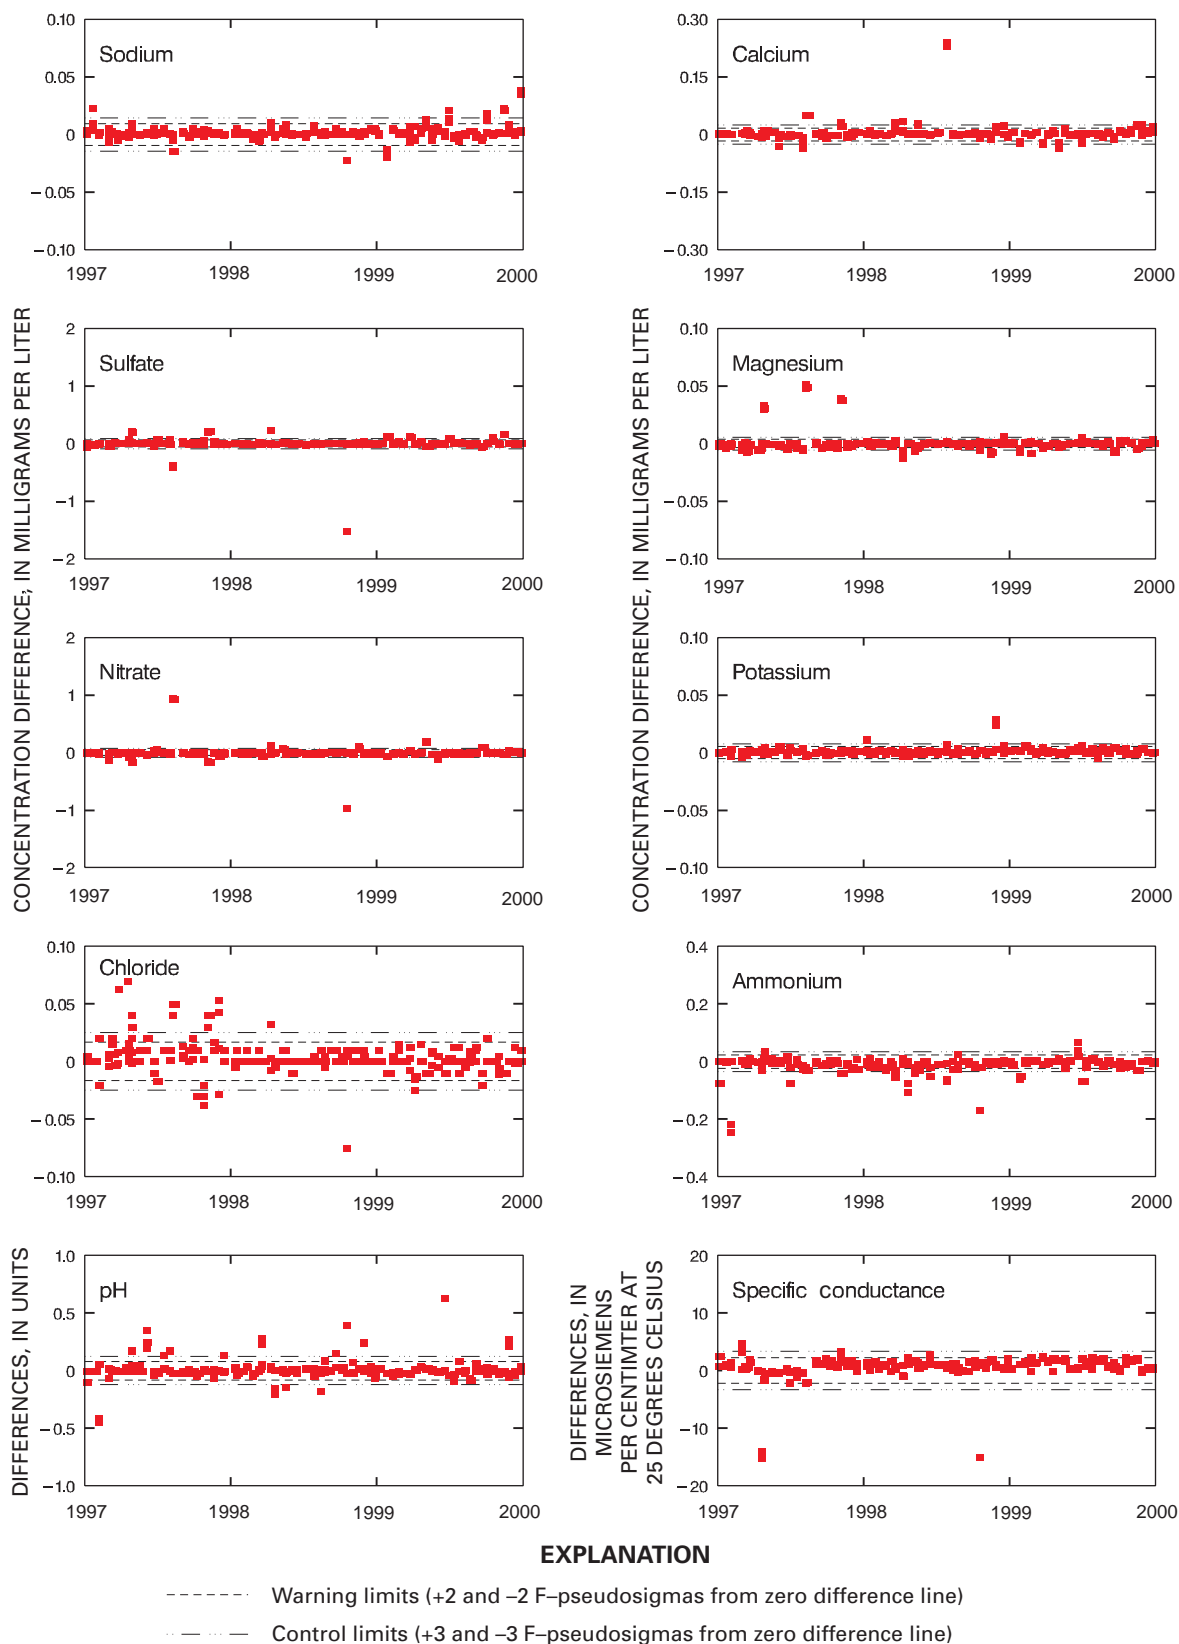 CONCENTRATION DIFFERENCE, IN MILLIGRAMS PER LITER
0.10
Sodium
0.05
0
−0.05
−0.10
1997 1998 1999 2000
2
Sulfate
1
0
−1
−2
1997 1998 1999 2000
2
Nitrate
1
0
−1
−2
1997 1998 1999 2000
0.10
Chloride
0.05
0
−0.05
−0.10
1997 1998 1999 2000
DIFFERENCES, IN UNITS
1.0
pH
0.5
0
−0.5
−1.0
1997 1998 1999 2000
CONCENTRATION DIFFERENCE, IN MILLIGRAMS PER LITER
0.30
Calcium
0.15
0
−0.15
−0.30
1997 1998 1999 2000
0.10
Magnesium
0.05
0
−0.05
−0.10
1997 1998 1999 2000
0.10
Potassium
0.05
0
−0.05
−0.10
1997 1998 1999 2000
0.4
Ammonium
0.2
0
−0.2
−0.4
1997 1998 1999 2000
DIFFERENCES, IN
MICROSIEMENS
PER CENTIMTER AT
25 DEGREES CELSIUS
20
Specific conductance
10
0
−10
−20
1997 1998 1999 2000
EXPLANATION
Warning limits (+2 and −2 F−pseudosigmas from zero difference line)
Control limits (+3 and −3 F−pseudosigmas from zero difference line)